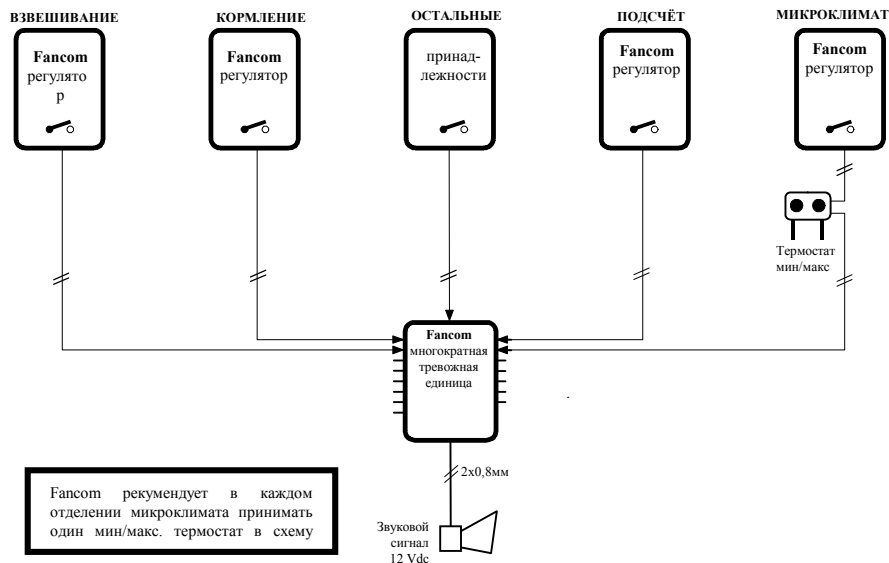 ВЗВЕШИВАНИЕ
КОРМЛЕНИЕ
ОСТАЛЬНЫЕ
ПОДСЧЁТ
МИКРОКЛИМАТ
Fancom
регулято
р
Fancom
регулятор
принад-
лежности
Fancom
регулятор
Fancom
регулятор
Термостат
мин/макс
Fancom
многократная
тревожная
единица
2x0,8мм
Fancom рекумендует в каждом
отделении микроклимата принимать
один мин/макс. термостат в схему
Звуковой
сигнал
12 Vdc